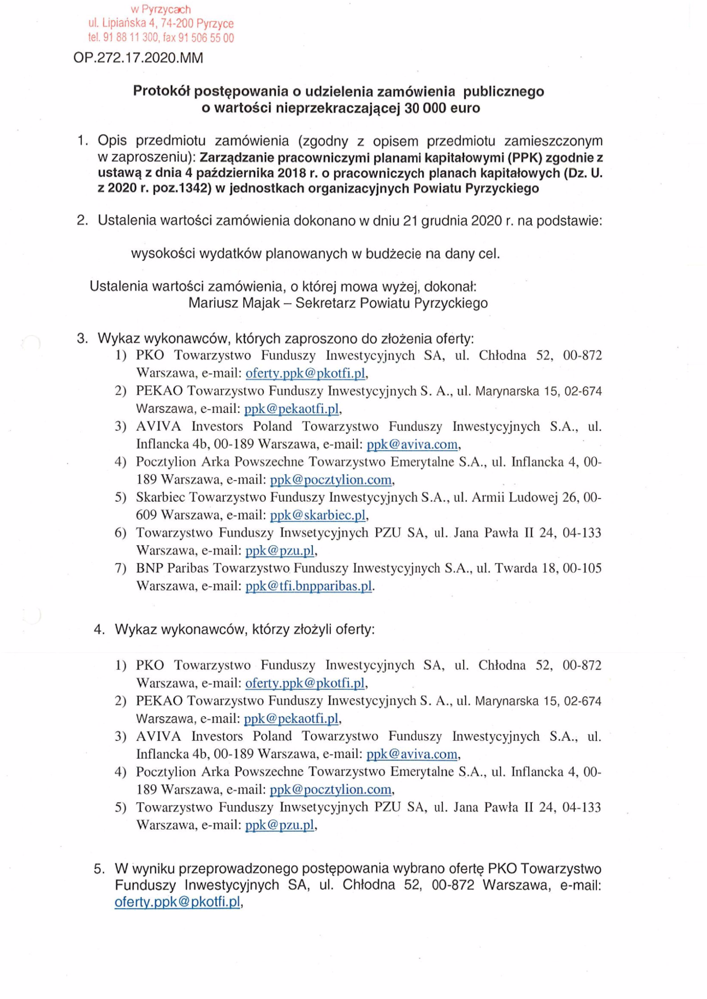 w Pyrzycach
ul. Lipiańska 4, 74-200 Pyrzyce
tel. 91 88 11 300, fax 91 506 55 00
OP.272.17.2020.MM
Protokół postępowania o udzielenia zamówienia publicznego
o wartości nieprzekraczającej 30 000 euro
1. Opis przedmiotu zamówienia (zgodny z opisem przedmiotu zamieszczonym
w zaproszeniu): Zarządzanie pracowniczymi planami kapitałowymi (PPK) zgodnie z
ustawą z dnia 4 października 2018 r. o pracowniczych planach kapitałowych (Dz. U.
z 2020 r. poz.1342) w jednostkach organizacyjnych Powiatu Pyrzyckiego
2. Ustalenia wartości zamówienia dokonano w dniu 21 grudnia 2020 r. na podstawie:
wysokości wydatków planowanych w budżecie na dany cel.
Ustalenia wartości zamówienia, o której mowa wyżej, dokonał:
Mariusz Majak – Sekretarz Powiatu Pyrzyckiego
3. Wykaz wykonawców, których zaproszono do złożenia oferty:
1) PKO Towarzystwo Funduszy Inwestycyjnych SA, ul. Chłodna 52, 00-872
Warszawa, e-mail: oferty.ppk@pkotfi.pl,
2) PEKAO Towarzystwo Funduszy Inwestycyjnych S. A., ul. Marynarska 15, 02-674
Warszawa, e-mail: ppk@pekaotfi.pl,
3) AVIVA Investors Poland Towarzystwo Funduszy Inwestycyjnych S.A., ul.
Inflancka 4b, 00-189 Warszawa, e-mail: ppk@aviva.com,
4) Pocztylion Arka Powszechne Towarzystwo Emerytalne S.A., ul. Inflancka 4, 00-
189 Warszawa, e-mail: ppk@pocztylion.com,
5) Skarbiec Towarzystwo Funduszy Inwestycyjnych S.A., ul. Armii Ludowej 26, 00-
609 Warszawa, e-mail: ppk@skarbiec.pl,
6) Towarzystwo Funduszy Inwsetycyjnych PZU SA, ul. Jana Pawła II 24, 04-133
Warszawa, e-mail: ppk@pzu.pl,
7) BNP Paribas Towarzystwo Funduszy Inwestycyjnych S.A., ul. Twarda 18, 00-105
Warszawa, e-mail: ppk@tfi.bnpparibas.pl.
4. Wykaz wykonawców, którzy złożyli oferty:
1) PKO Towarzystwo Funduszy Inwestycyjnych SA, ul. Chłodna 52, 00-872
Warszawa, e-mail: oferty.ppk@pkotfi.pl,
2) PEKAO Towarzystwo Funduszy Inwestycyjnych S. A., ul. Marynarska 15, 02-674
Warszawa, e-mail: ppk@pekaotfi.pl,
3) AVIVA Investors Poland Towarzystwo Funduszy Inwestycyjnych S.A., ul.
Inflancka 4b, 00-189 Warszawa, e-mail: ppk@aviva.com,
4) Pocztylion Arka Powszechne Towarzystwo Emerytalne S.A., ul. Inflancka 4, 00-
189 Warszawa, e-mail: ppk@pocztylion.com,
5) Towarzystwo Funduszy Inwsetycyjnych PZU SA, ul. Jana Pawła II 24, 04-133
Warszawa, e-mail: ppk@pzu.pl,
5. W wyniku przeprowadzonego postępowania wybrano ofertę PKO Towarzystwo
Funduszy Inwestycyjnych SA, ul. Chłodna 52, 00-872 Warszawa, e-mail:
oferty.ppk@pkotfi.pl,